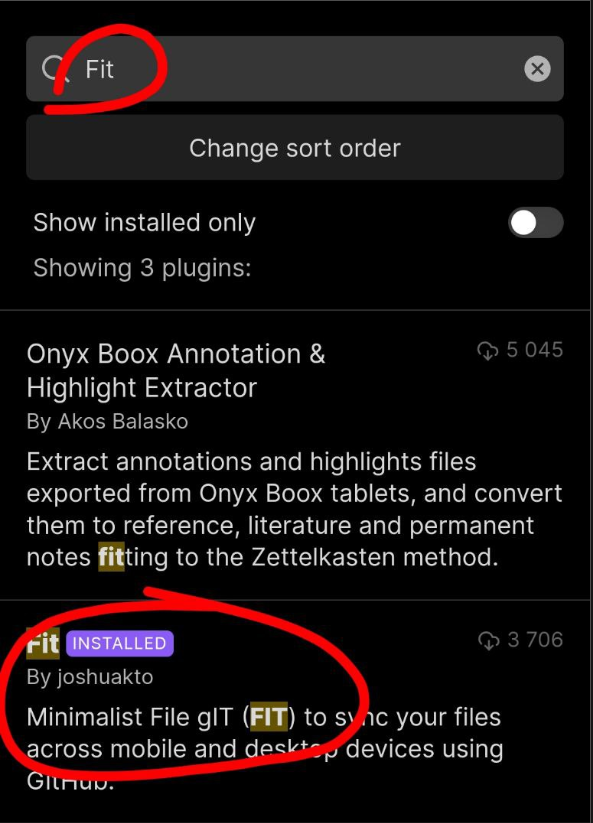 Fit
Change sort order
Show installed only
Showing 3 plugins:
Onyx Boox Annotation &
5 045
Highlight Extractor
By Akos Balasko
Extract annotations and highlights files
exported from Onyx Boox tablets, and convert
them to reference, literature and permanent
notes fitting to the Zettelkasten method.
Fit INSTALLED
3 706
By joshuakto
Minimalist File gIT (FIT) to sync your files
across mobile and desktop devices using
GitHub.